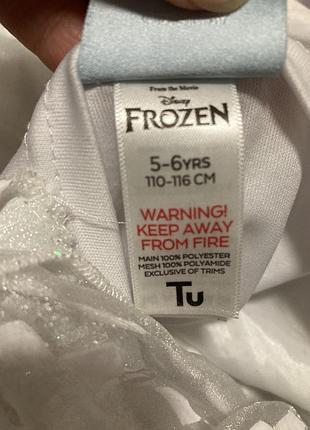 From the Movie
Disney
FROZEN
5-6YRS
110-116 CM
WARNING!
KEEP AWAY
FROM FIRE
MAIN 100% POLYESTER
MESH 100% POLYAMIDE
EXCLUSIVE OF TRIMS
Tu